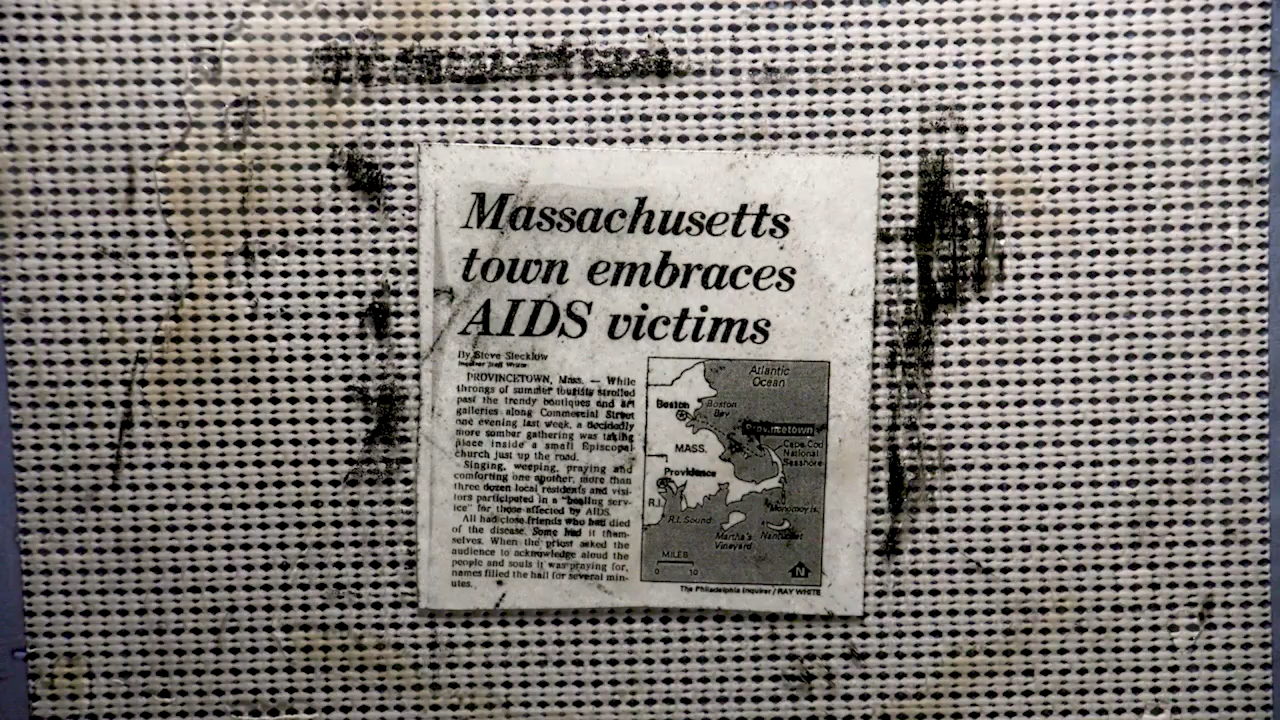 Massachusetts
town embraces
AIDS victims
By Steve Stecklow
Inquirer Staff Writer
PROVINCETOWN, Mass. — While
throngs of summer tourists strolled
past the trendy boutiques and art
galleries along Commercial Street
one evening last week, a decidedly
more somber gathering was taking
place inside a small Episcopal
church just up the road.
Singing, weeping, praying and
comforting one another, more than
three dozen local residents and visi-
tors participated in a "healing serv-
ice" for those affected by AIDS.
All had close friends who had died
of the disease. Some had it them-
selves. When the priest asked the
audience to acknowledge aloud the
people and souls it was praying for,
names filled the hall for several min-
utes.
Atlantic
Ocean
Boston
Boston
Bay
Provincetown
MASS.
Cape Cod
National
Seashore
Providence
R.I.
R.I. Sound
Monomoy Is.
Martha's
Vineyard
Nantucket
MILES
0 10
N
The Philadelphia Inquirer / RAY WHITE